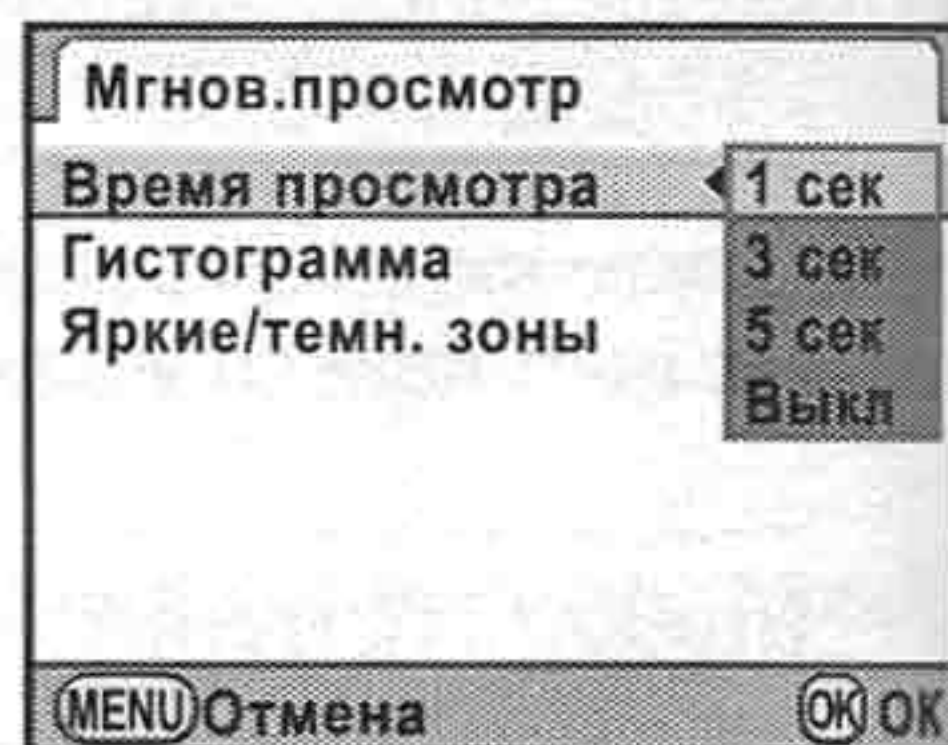 Мгнов.просмотр
Время просмотра 1 сек
Гистограмма 3 сек
Яркие/темн. зоны 5 сек
Выкл
MENU Отмена OK OK